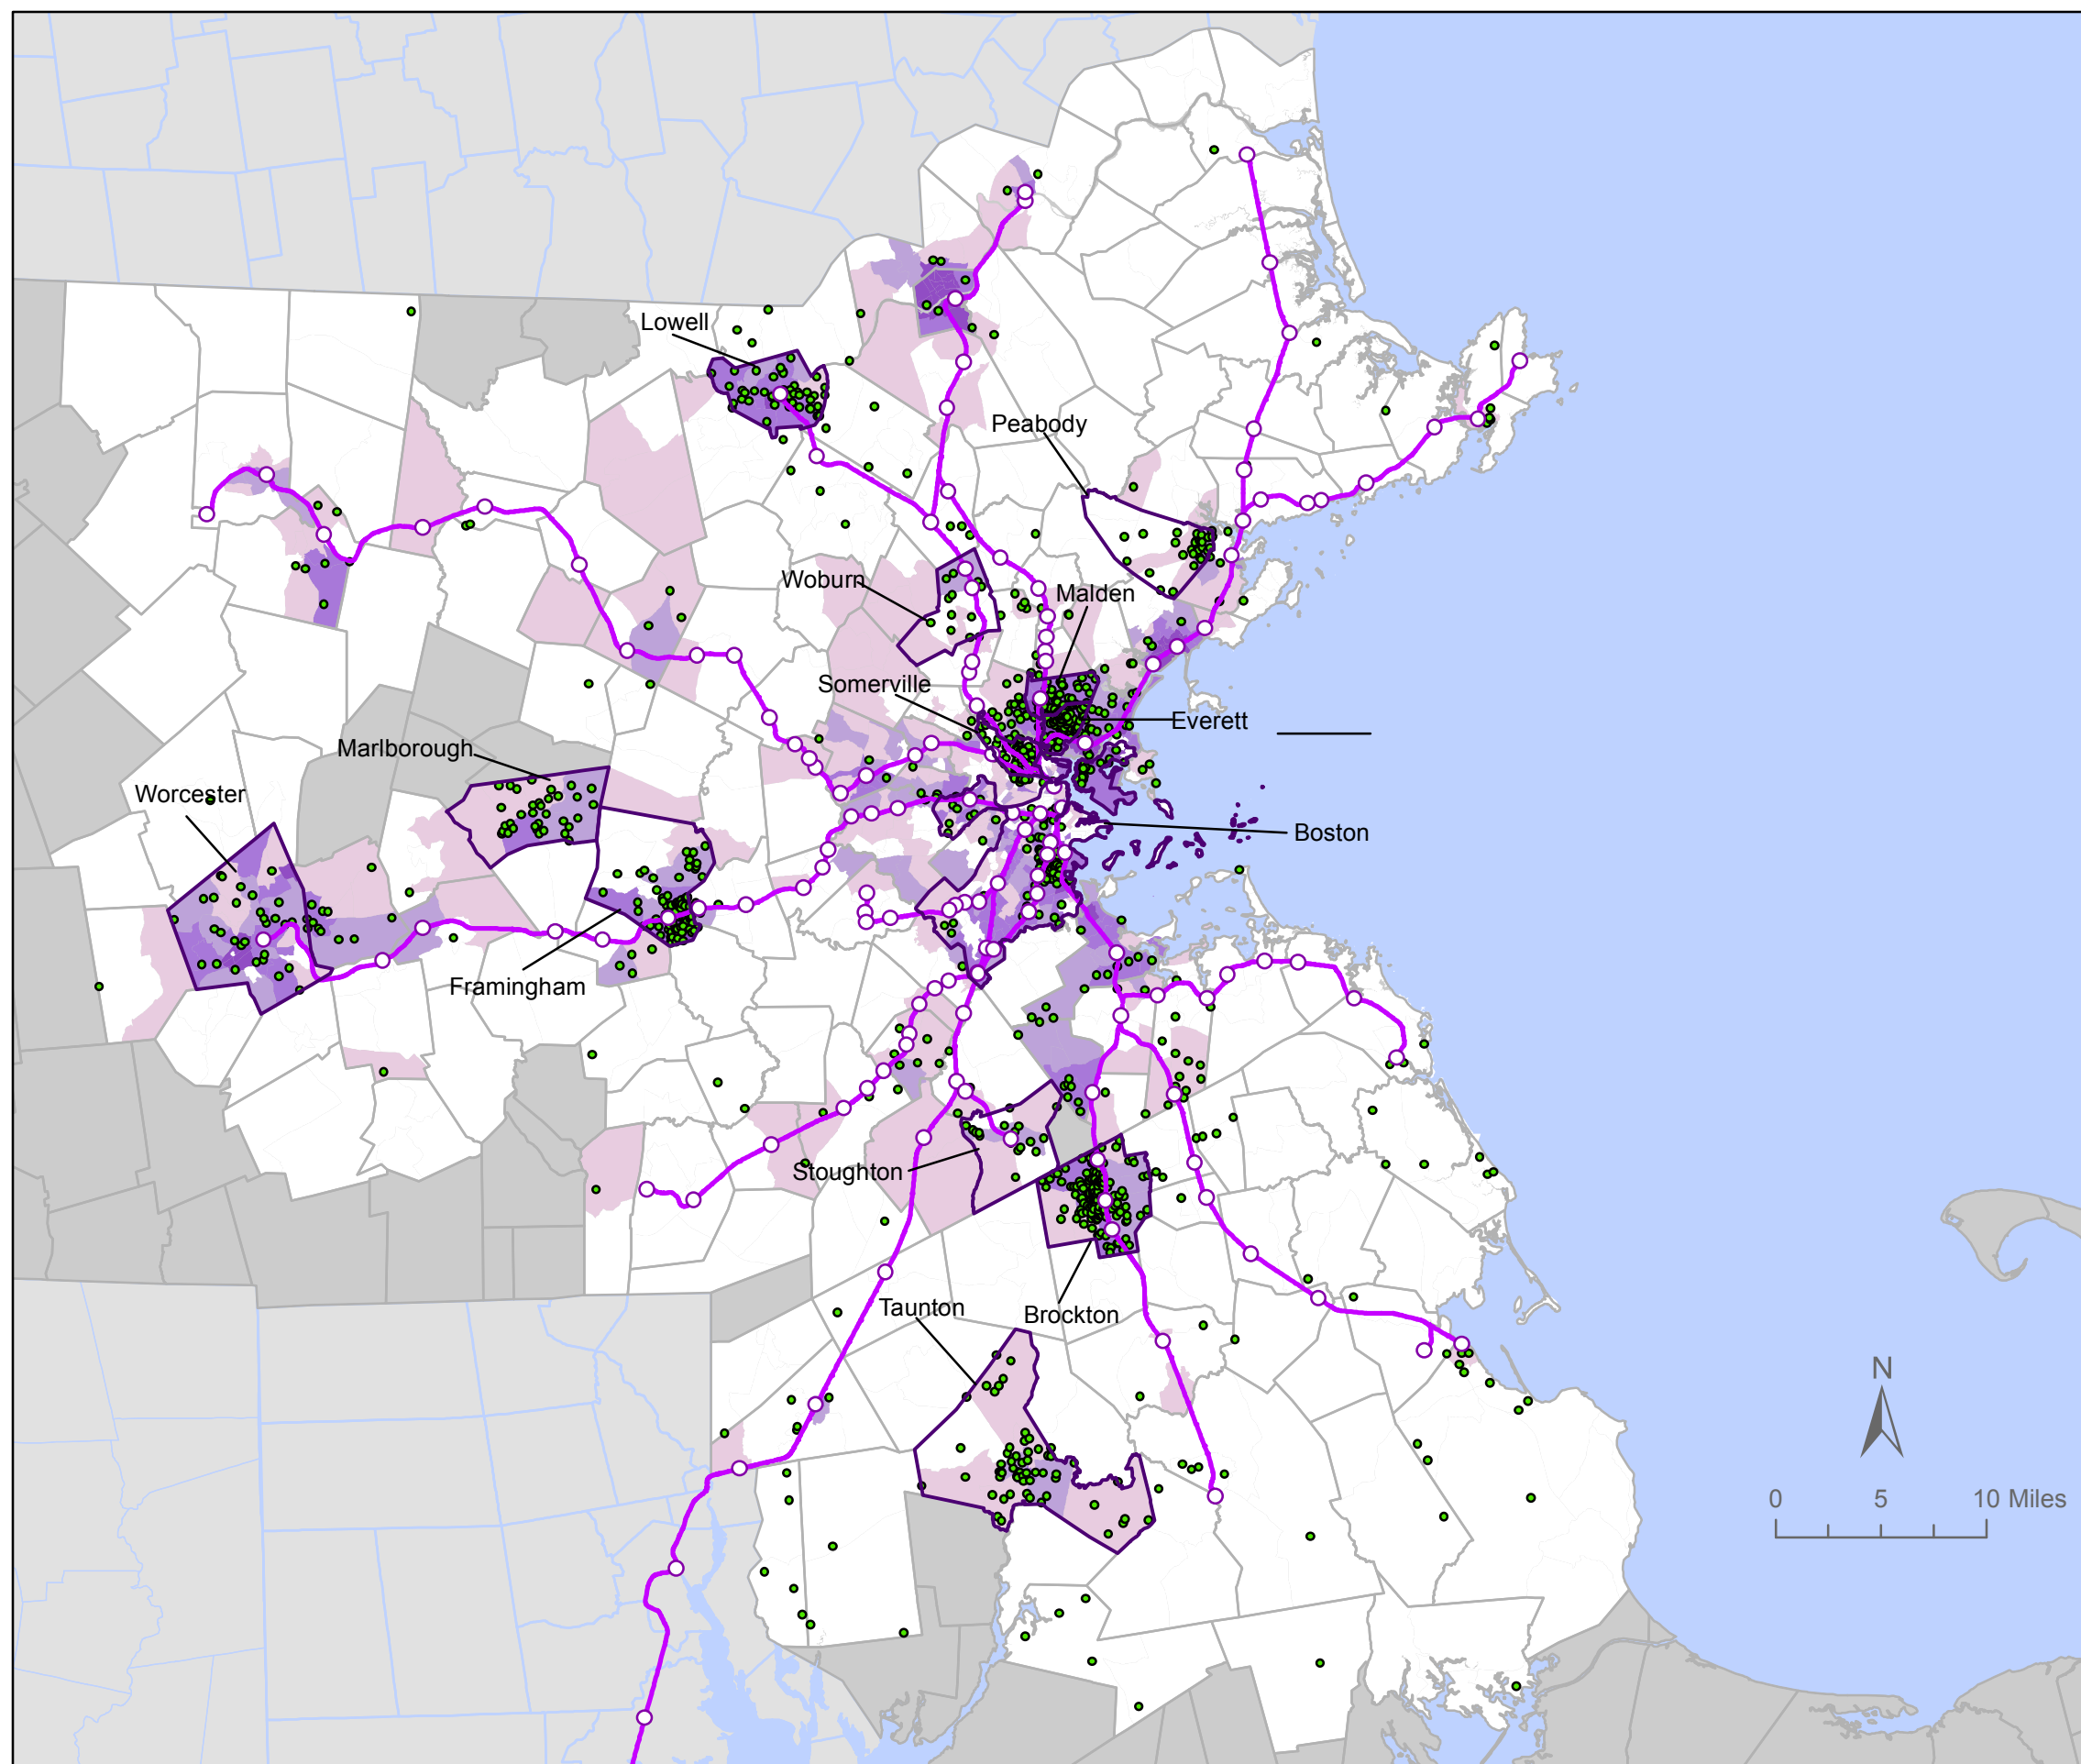 Lowell
Peabody
Woburn
Malden
Somerville
Everett
Marlborough
Worcester
Boston
Framingham
Stoughton
Taunton
Brockton
N
0 5 10 Miles